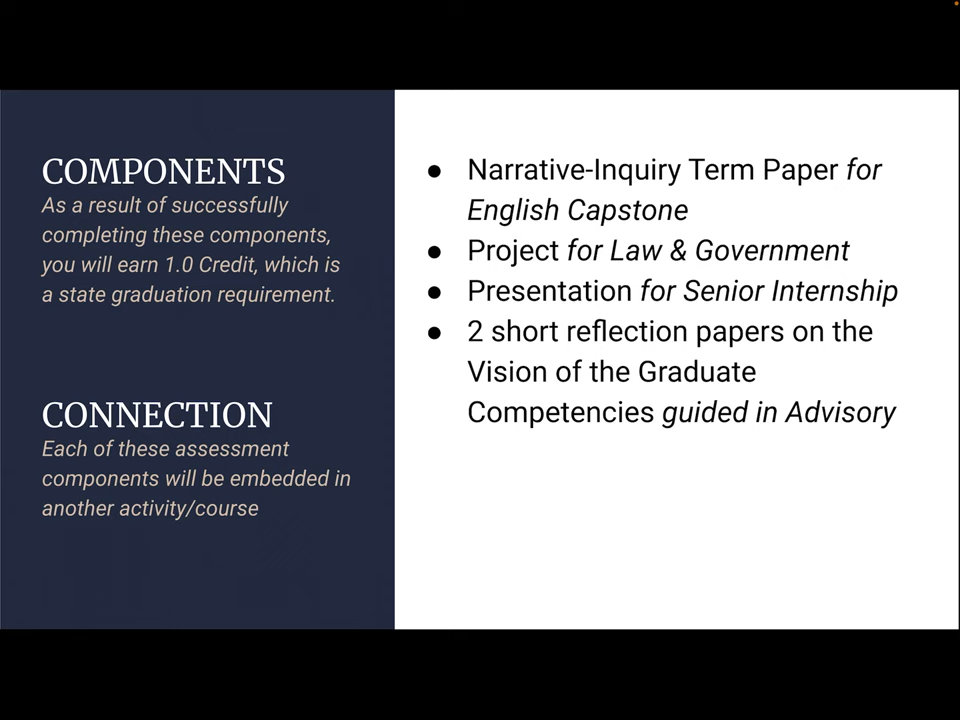 COMPONENTS
As a result of successfully
completing these components,
you will earn 1.0 Credit, which is
a state graduation requirement.
CONNECTION
Each of these assessment
components will be embedded in
another activity/course
● Narrative-Inquiry Term Paper for
English Capstone
● Project for Law & Government
● Presentation for Senior Internship
● 2 short reflection papers on the
Vision of the Graduate
Competencies guided in Advisory